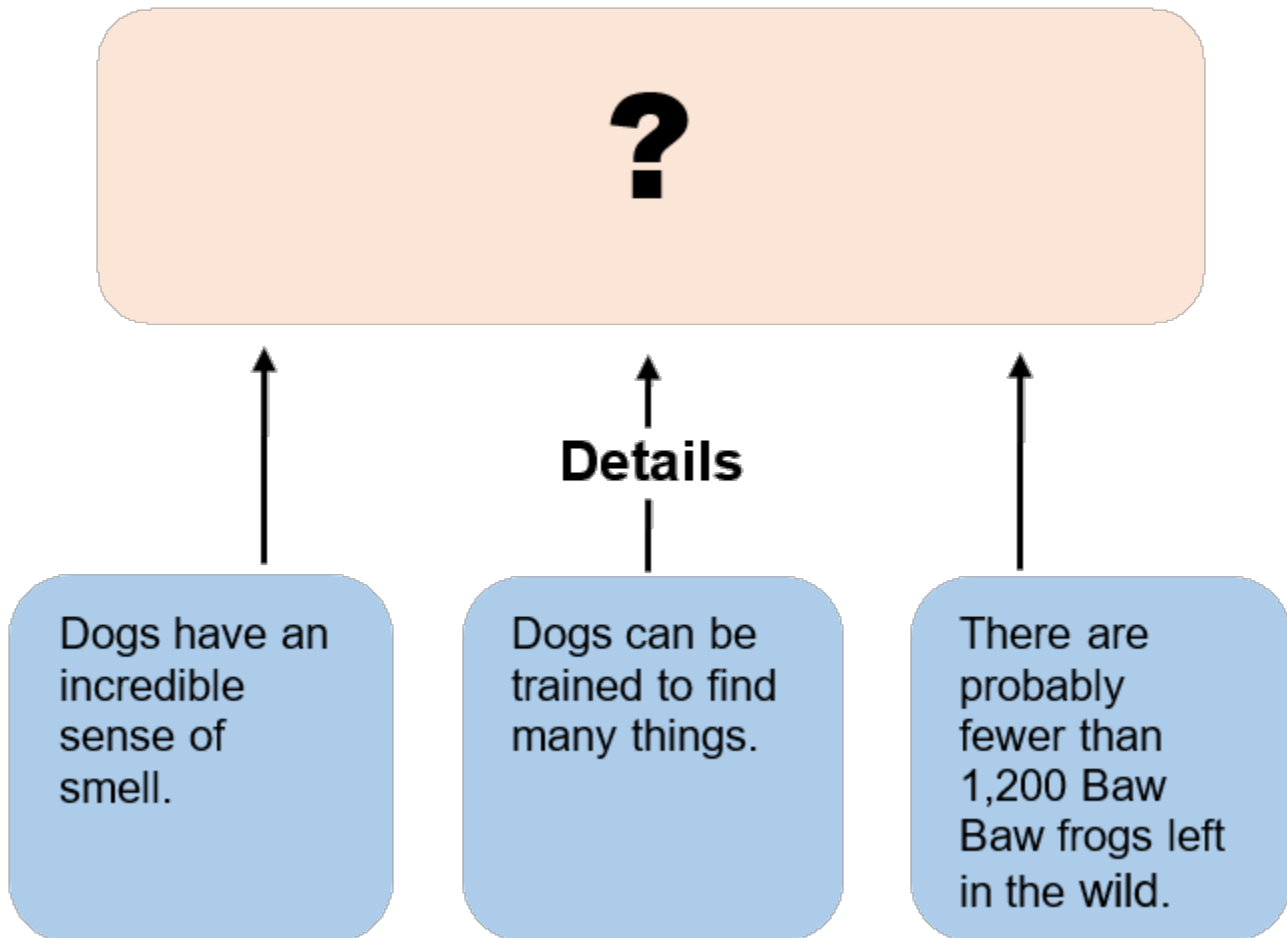 ?
Details
Dogs have an
incredible
sense of
smell.
Dogs can be
trained to find
many things.
There are
probably
fewer than
1,200 Baw
Baw frogs left
in the wild.